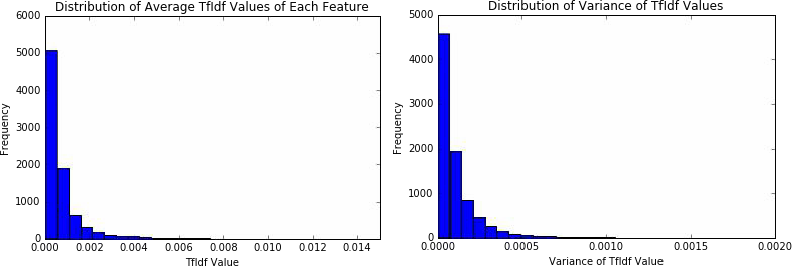 Distribution of Average TfIdf Values of Each Feature
6000
5000
4000
3000
2000
1000
0
Frequency
0.000 0.002 0.004 0.006 0.008 0.010 0.012 0.014
TfIdf Value
Distribution of Variance of TfIdf Values
5000
4000
3000
2000
1000
0
Frequency
0.0000 0.0005 0.0010 0.0015 0.0020
Variance of TfIdf Value